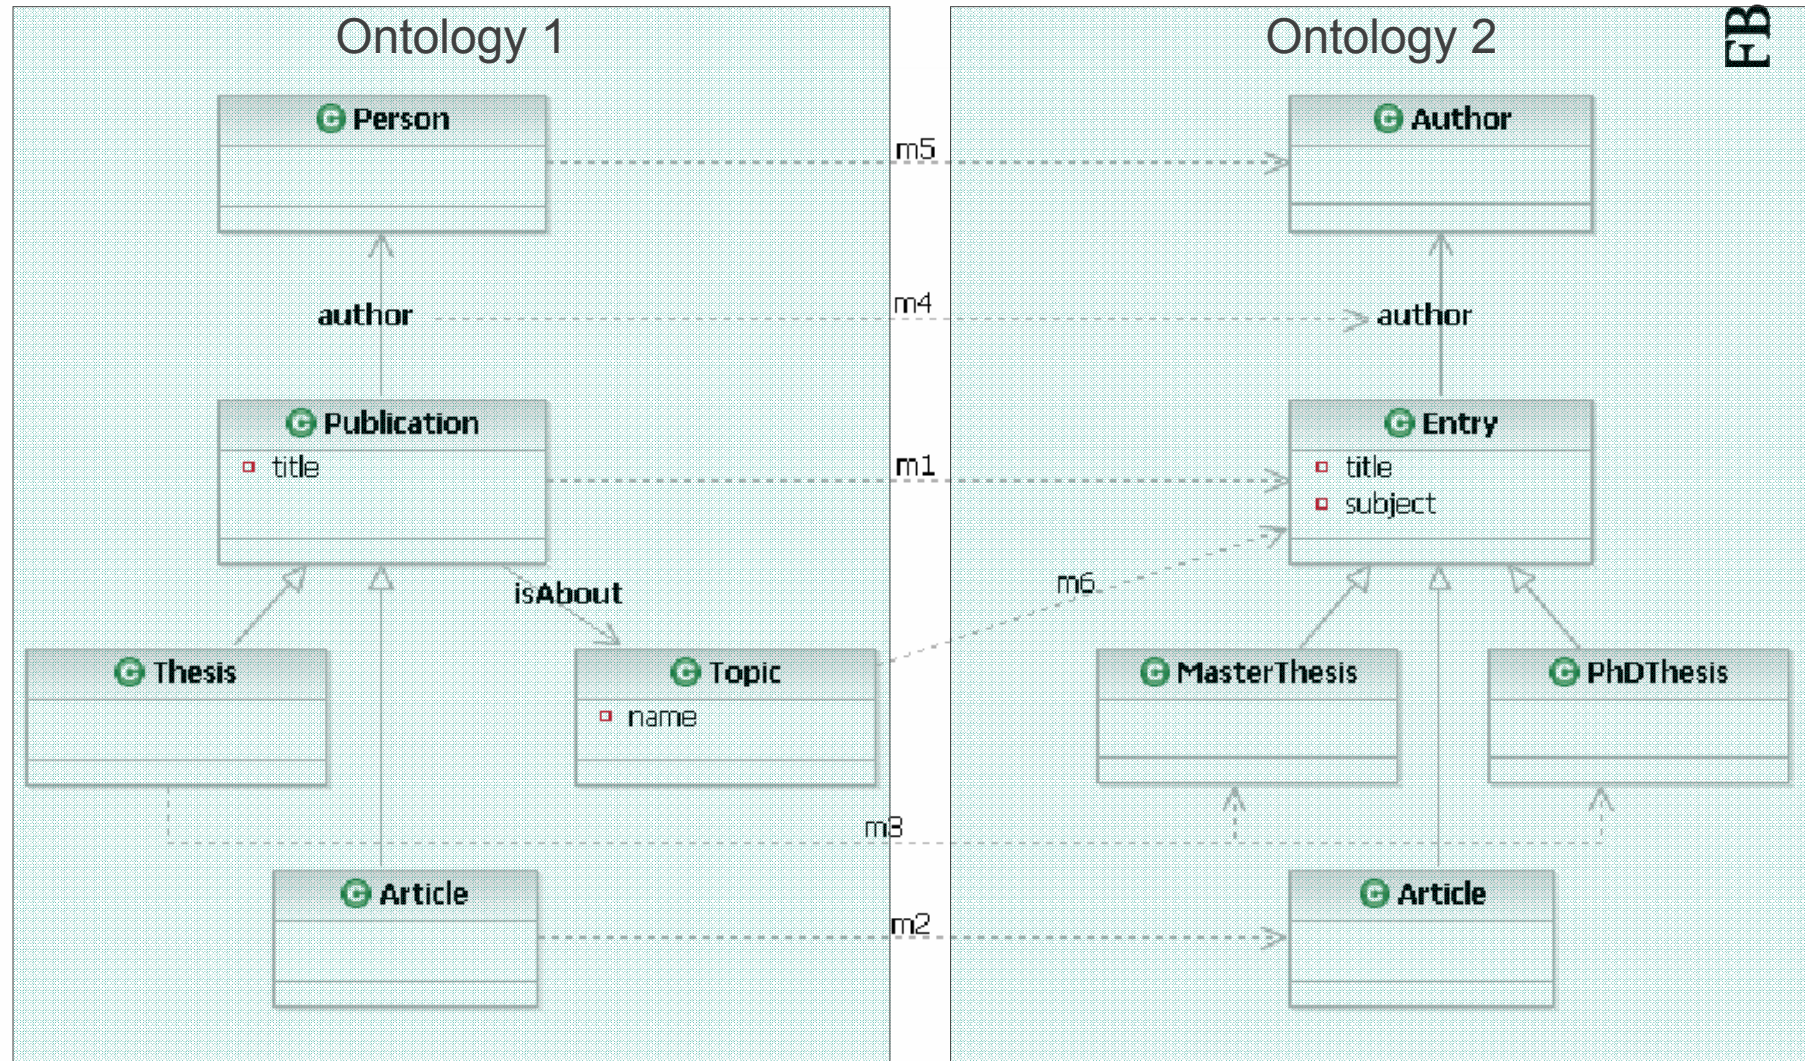 Ontology 1
Ontology 2
Person
Author
m5
author
m4
author
Publication
title
m1
Entry
title
subject
isAbout
m6
Thesis
Topic
name
MasterThesis
PhDThesis
m3
Article
m2
Article